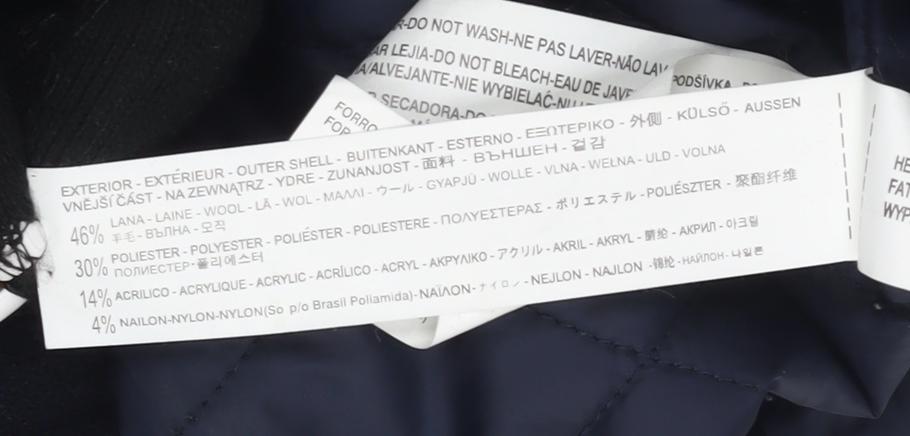 R-DO NOT WASH-NE PAS LAVER-NÃO LAV
AR LEJIA-DO NOT BLEACH-EAU DE JAVE
A/ALVEJANTE-NIE WYBIELAĆ-NU
SECADORA-DO
PODŠÍVKA
FORRO
FOR
EXTERIOR - EXTÉRIEUR - OUTER SHELL - BUITENKANT - ESTERNO - ΕΞΩΤΕΡΙΚΟ - 外側 - KÜLSŐ - AUSSEN
VNĚJŠÍ ČÁST - NA ZEWNĄTRZ - YDRE - ZUNANJOST - 面料 - ВЪНШЕН - 겉감
46% LANA - LAINE - WOOL - LÃ - WOL - ΜΑΛΛΙ - ウール - GYAPJÚ - WOLLE - VLNA - WEŁNA - ULD - VOLNA
羊毛 - ВЪЛНА - 모직
30% POLIESTER - POLYESTER - POLIÉSTER - POLIESTERE - ΠΟΛΥΕΣΤΕΡΑΣ - ポリエステル - POLIÉSZTER - 聚酯纤维
ПОЛИЕСТЕР - 폴리에스터
14% ACRILICO - ACRYLIQUE - ACRYLIC - ACRÍLICO - ACRYL - ΑΚΡΥΛΙΚΟ - アクリル - AKRIL - AKRYL - 腈纶 - АКРИЛ - 아크릴
4% NAILON-NYLON-NYLON(So p/o Brasil Poliamida)-ΝΑΪΛΟΝ- ナイロン - NEJLON - NAJLON - 锦纶 - НАЙЛОН - 나일론
HE
FAT
WYP